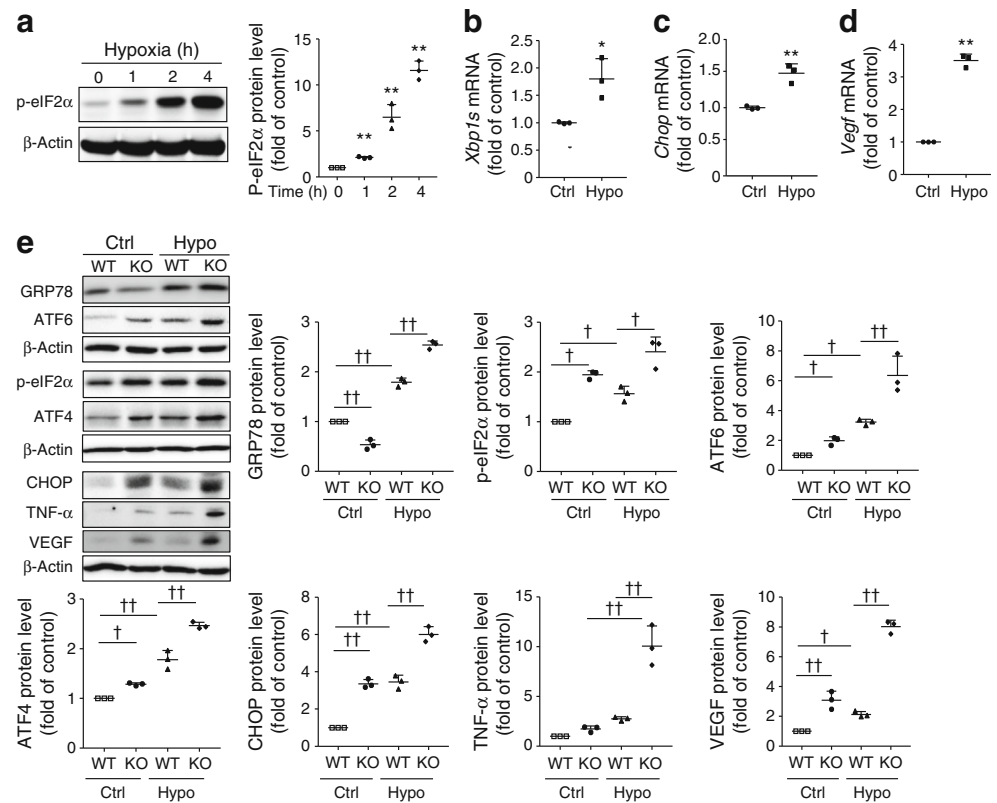 a
Hypoxia (h)
0 1 2 4
p-eIF2α
β-Actin
P-eIF2α protein level
(fold of control)
15
10
5
0
**
**
**
Time (h) 0 1 2 4
b
Xbp1s mRNA
(fold of control)
2.5
2.0
1.5
1.0
0.5
0
*
Ctrl Hypo
c
Chop mRNA
(fold of control)
2.0
1.5
1.0
0.5
1.5
**
Ctrl Hypo
d
Vegf mRNA
(fold of control)
4
3
2
1
0
**
Ctrl Hypo
e
Ctrl Hypo
WT KO WT KO
GRP78
ATF6
β-Actin
p-eIF2α
ATF4
β-Actin
CHOP
TNF-α
VEGF
β-Actin
GRP78 protein level
(fold of control)
3
2
1
0
††
††
††
WT KO WT KO
Ctrl Hypo
p-eIF2α protein level
(fold of control)
3
2
1
0
†
†
†
WT KO WT KO
Ctrl Hypo
ATF6 protein level
(fold of control)
10
8
6
4
2
0
†
†
††
WT KO WT KO
Ctrl Hypo
ATF4 protein level
(fold of control)
3
2
1
0
†
††
††
WT KO WT KO
Ctrl Hypo
CHOP protein level
(fold of control)
8
6
4
2
0
††
††
††
WT KO WT KO
Ctrl Hypo
TNF-α protein level
(fold of control)
15
10
5
0
††
††
WT KO WT KO
Ctrl Hypo
VEGF protein level
(fold of control)
10
8
6
4
2
0
††
†
††
WT KO WT KO
Ctrl Hypo